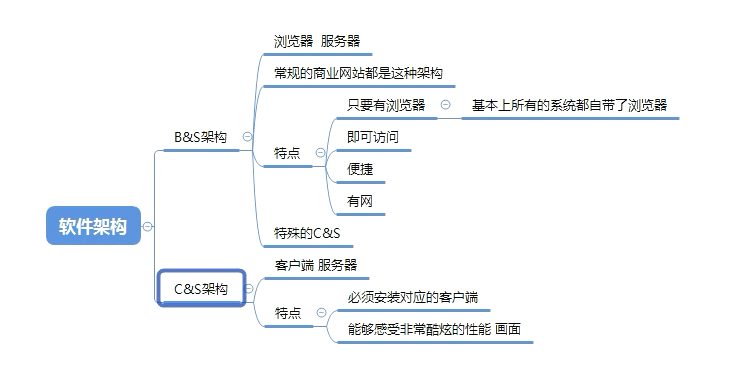 软件架构
B&S架构
浏览器 服务器
常规的商业网站都是这种架构
特点
只要有浏览器
基本上所有的系统都自带了浏览器
即可访问
便捷
有网
特殊的C&S
C&S架构
客户端 服务器
特点
必须安装对应的客户端
能够感受非常酷炫的性能 画面